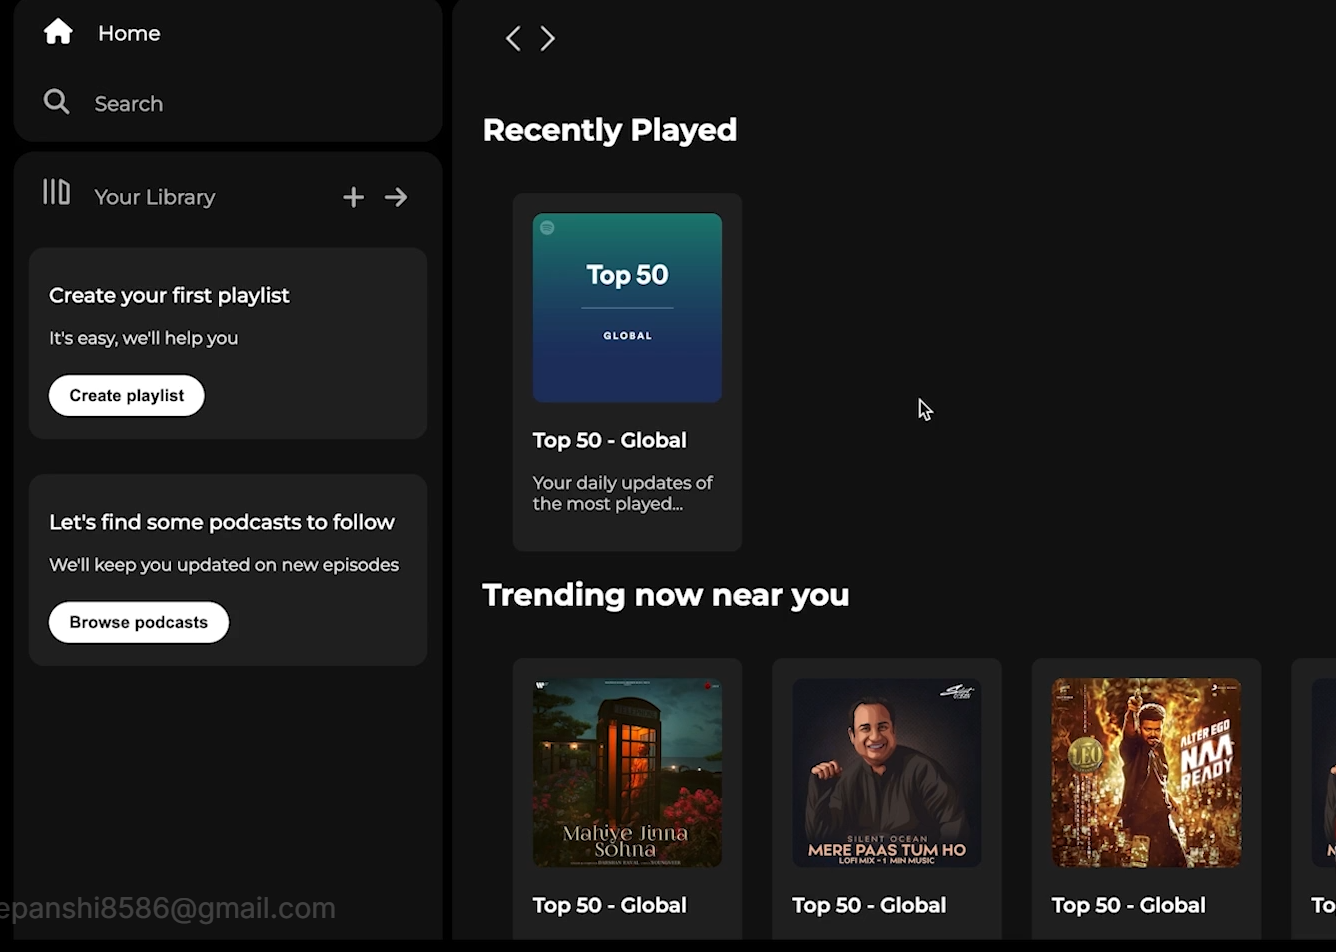 Home
Search
Your Library
Create your first playlist
It's easy, we'll help you
Create playlist
Let's find some podcasts to follow
We'll keep you updated on new episodes
Browse podcasts
epanshi8586@gmail.com
Recently Played
Top 50
GLOBAL
Top 50 - Global
Your daily updates of
the most played...
Trending now near you
Mahiye Jinna
Sohna
Top 50 - Global
Silent
OCEAN
SILENT OCEAN
MERE PAAS TUM HO
LOFI MIX - 1 MIN MUSIC
Top 50 - Global
ALTER EGO
NAA
READY
LEO
Top 50 - Global
To